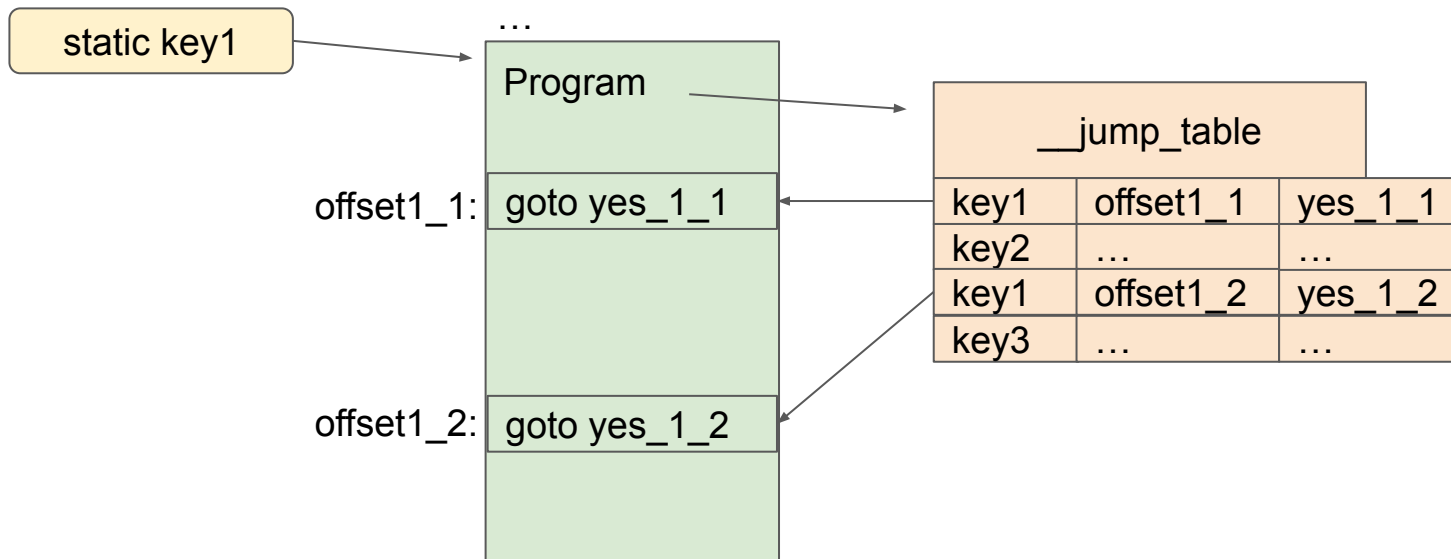 static key1
…
Program
offset1_1:
goto yes_1_1
offset1_2:
goto yes_1_2
__jump_table
key1 offset1_1 yes_1_1
key2 … …
key1 offset1_2 yes_1_2
key3 … …